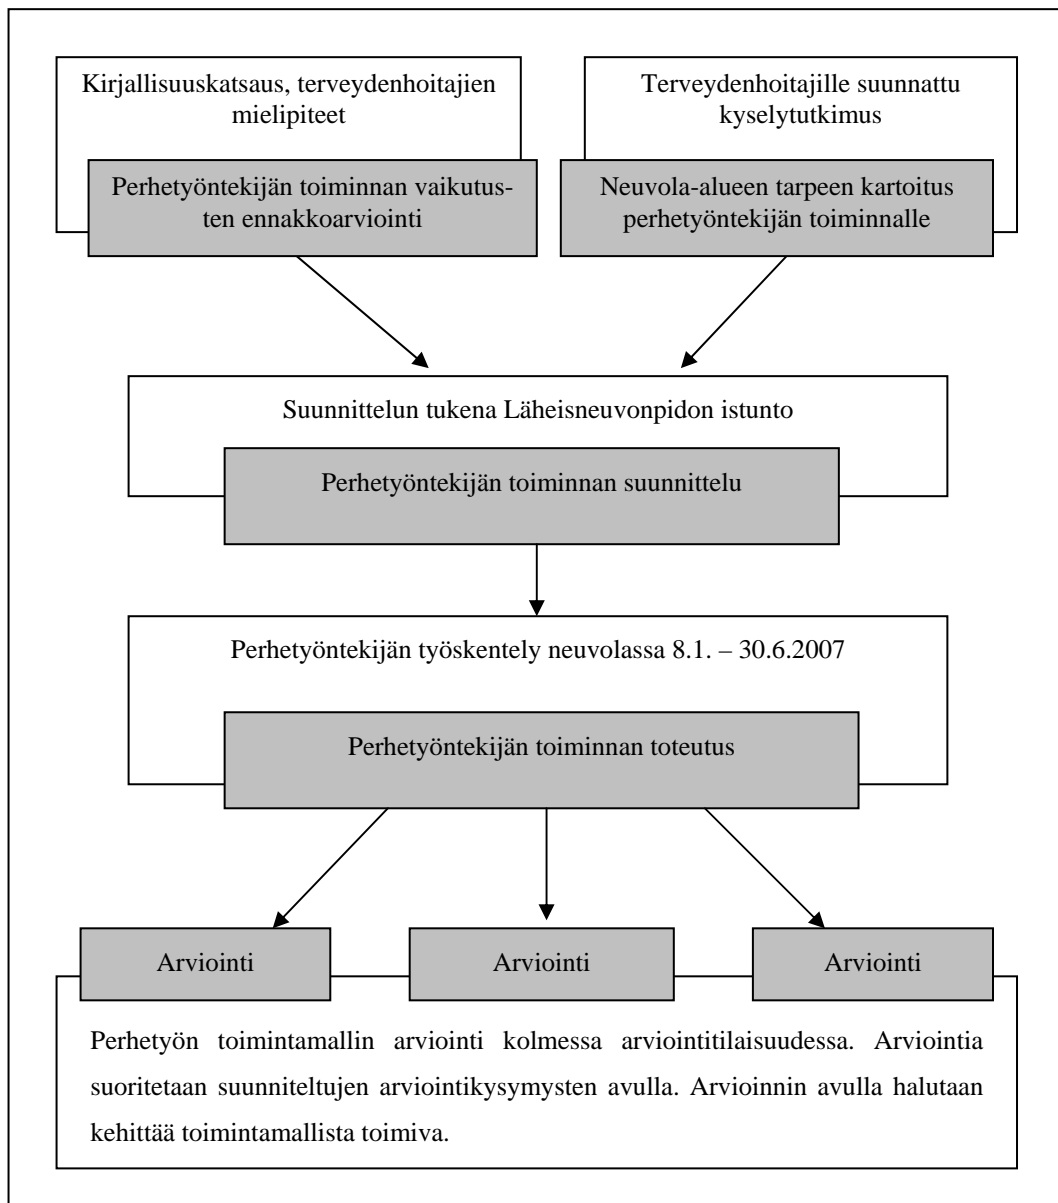 Kirjallisuuskatsaus, terveydenhoitajien
mielipiteet
Perhetyöntekijän toiminnan vaikutus-
ten ennakkoarviointi
Terveydenhoitajille suunnattu
kyselytutkimus
Neuvola-alueen tarpeen kartoitus
perhetyöntekijän toiminnalle
Suunnittelun tukena Läheisneuvonpidon istunto
Perhetyöntekijän toiminnan suunnittelu
Perhetyöntekijän työskentely neuvolassa 8.1. – 30.6.2007
Perhetyöntekijän toiminnan toteutus
Arviointi
Arviointi
Arviointi
Perhetyön toimintamallin arviointi kolmessa arviointitilaisuudessa. Arviointia
suoritetaan suunniteltujen arviointikysymysten avulla. Arvioinnin avulla halutaan
kehittää toimintamallista toimiva.